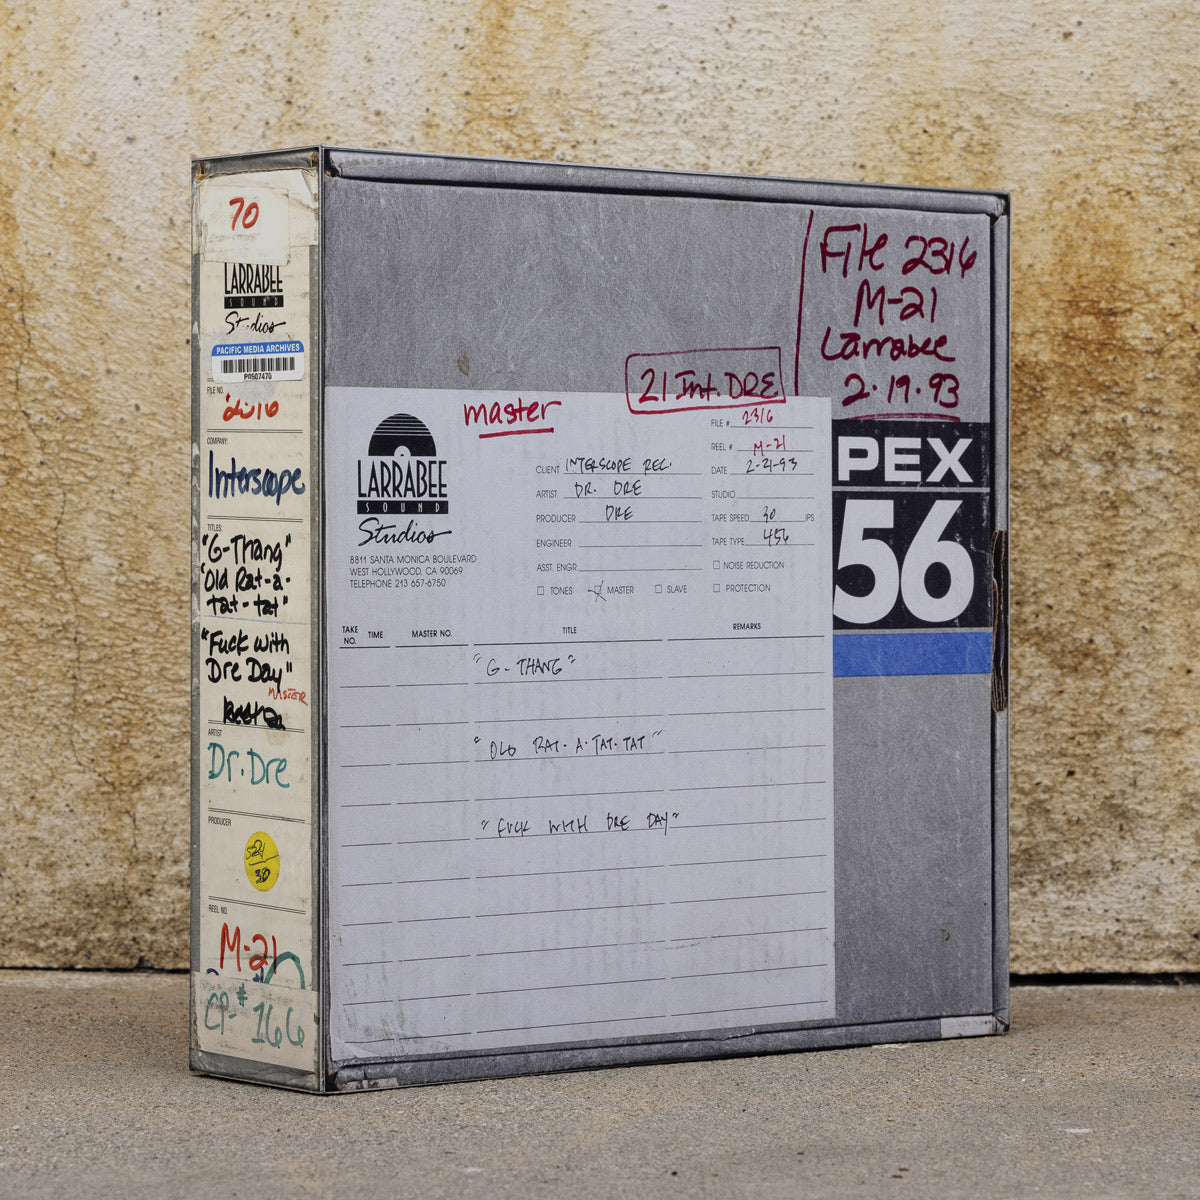 70
LARRABEE
SOUND
Studios
PACIFIC MEDIA ARCHIVES
P0507470
FILE NO.
COMPANY:
Interscope
TITLES:
"G-Thang"
"Old Rat-a-
tat-tat"
"Fuck with
Dre Day"
MASTER
ARTIST
Dr. Dre
PRODUCER
30
REEL NO.
M-21
CP-# 166
File 2316
M-21
Larrabee
2·19·93
21 Int. DRE
master
LARRABEE
SOUND
Studios
8811 SANTA MONICA BOULEVARD
WEST HOLLYWOOD, CA 90069
TELEPHONE 213 657-6750
FILE # 2316
REEL # M-21
CLIENT INTERSCOPE REC. DATE 2-21-93
ARTIST DR. DRE STUDIO
PRODUCER DRE TAPE SPEED 30 IPS
ENGINEER TAPE TYPE 456
ASST. ENGR. NOISE REDUCTION
TONES MASTER SLAVE PROTECTION
TAKE NO. TIME MASTER NO. TITLE REMARKS
"G-THANG"
"OLD RAT-A-TAT-TAT"
"FUCK WITH DRE DAY"
PEX
56